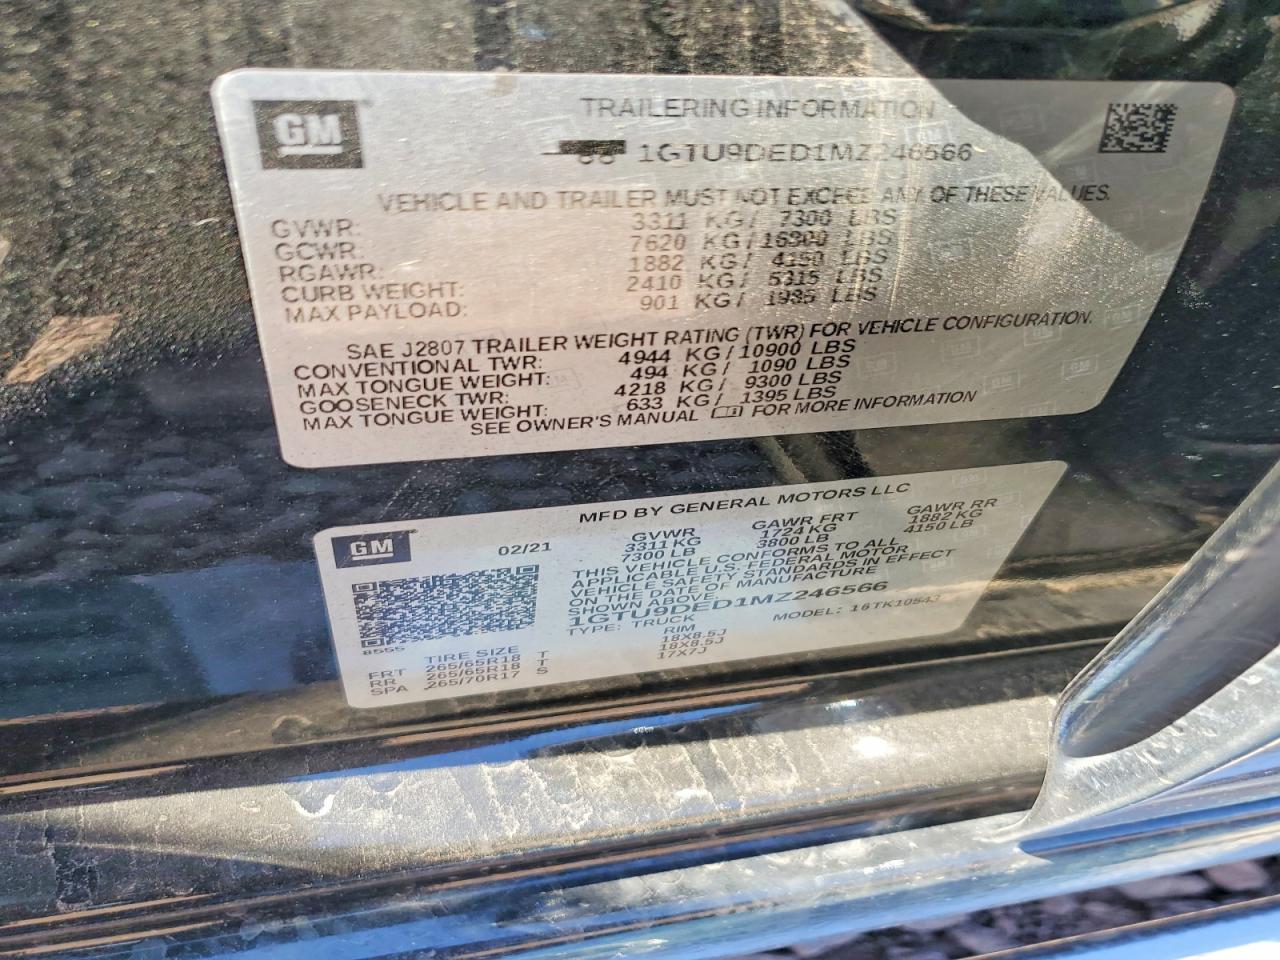 GM
TRAILERING INFORMATION
1GTU9DED1MZ246566
VEHICLE AND TRAILER MUST NOT EXCEED ANY OF THESE VALUES.
GVWR: 3311 KG/ 7300 LBS
GCWR: 7620 KG/16800 LBS
RGAWR: 1882 KG/ 4150 LBS
CURB WEIGHT: 2410 KG/ 5315 LBS
MAX PAYLOAD: 901 KG/ 1985 LBS
SAE J2807 TRAILER WEIGHT RATING (TWR) FOR VEHICLE CONFIGURATION.
CONVENTIONAL TWR: 4944 KG/10900 LBS
MAX TONGUE WEIGHT: 494 KG/ 1090 LBS
GOOSENECK TWR: 4218 KG/ 9300 LBS
MAX TONGUE WEIGHT: 633 KG/ 1395 LBS
SEE OWNER'S MANUAL FOR MORE INFORMATION
MFD BY GENERAL MOTORS LLC
GM 02/21 GVWR GAWR FRT GAWR RR
3311 KG 1724 KG 1882 KG
7300 LB 3800 LB 4150 LB
THIS VEHICLE CONFORMS TO ALL
APPLICABLE U.S. FEDERAL MOTOR
VEHICLE SAFETY STANDARDS IN EFFECT
ON THE DATE OF MANUFACTURE
SHOWN ABOVE.
1GTU9DED1MZ246566
TYPE: TRUCK MODEL: 16TK10543
8555
TIRE SIZE RIM
FRT 265/65R18 T 18X8.5J
RR 265/65R18 T 18X8.5J
SPA 265/70R17 S 17X7J